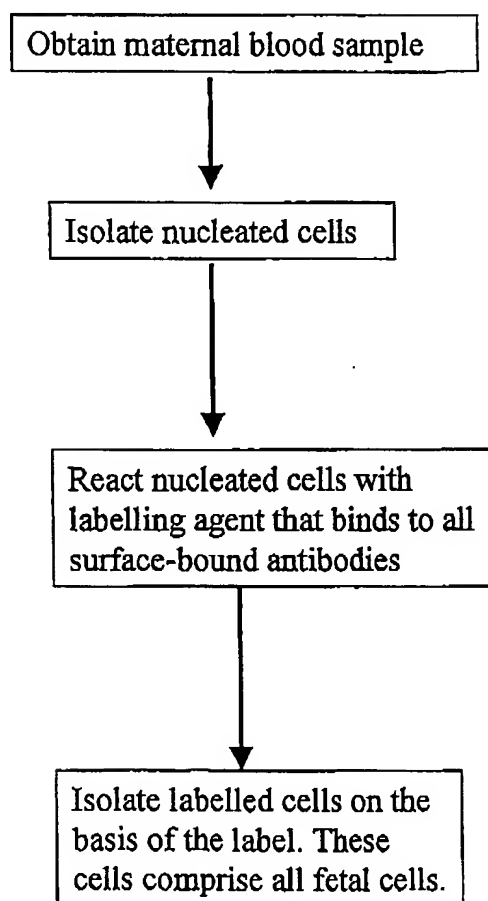 Obtain maternal blood sample
Isolate nucleated cells
React nucleated cells with
labelling agent that binds to all
surface-bound antibodies
Isolate labelled cells on the
basis of the label. These
cells comprise all fetal cells.